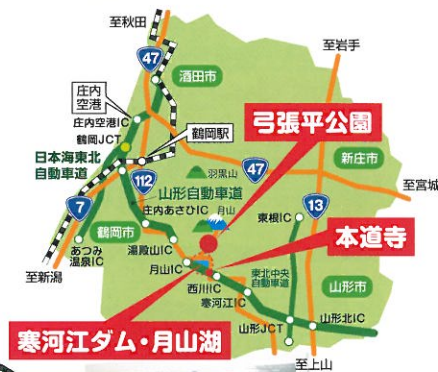 至秋田
47
至岩手
酒田市
庄内
空港
庄内空港IC
鶴岡JCT
鶴岡駅
弓張平公園
日本海東北
自動車道
羽黒山
47
新庄市
112
山形自動車道
至宮城
7
庄内あさひIC
月山
13
鶴岡市
東根IC
本道寺
あつみ
温泉IC
湯殿山IC
月山IC
東北中央
自動車道
至新潟
西川IC
山形市
寒河江IC
寒河江ダム・月山湖
山形JCT
山形北IC
至上山